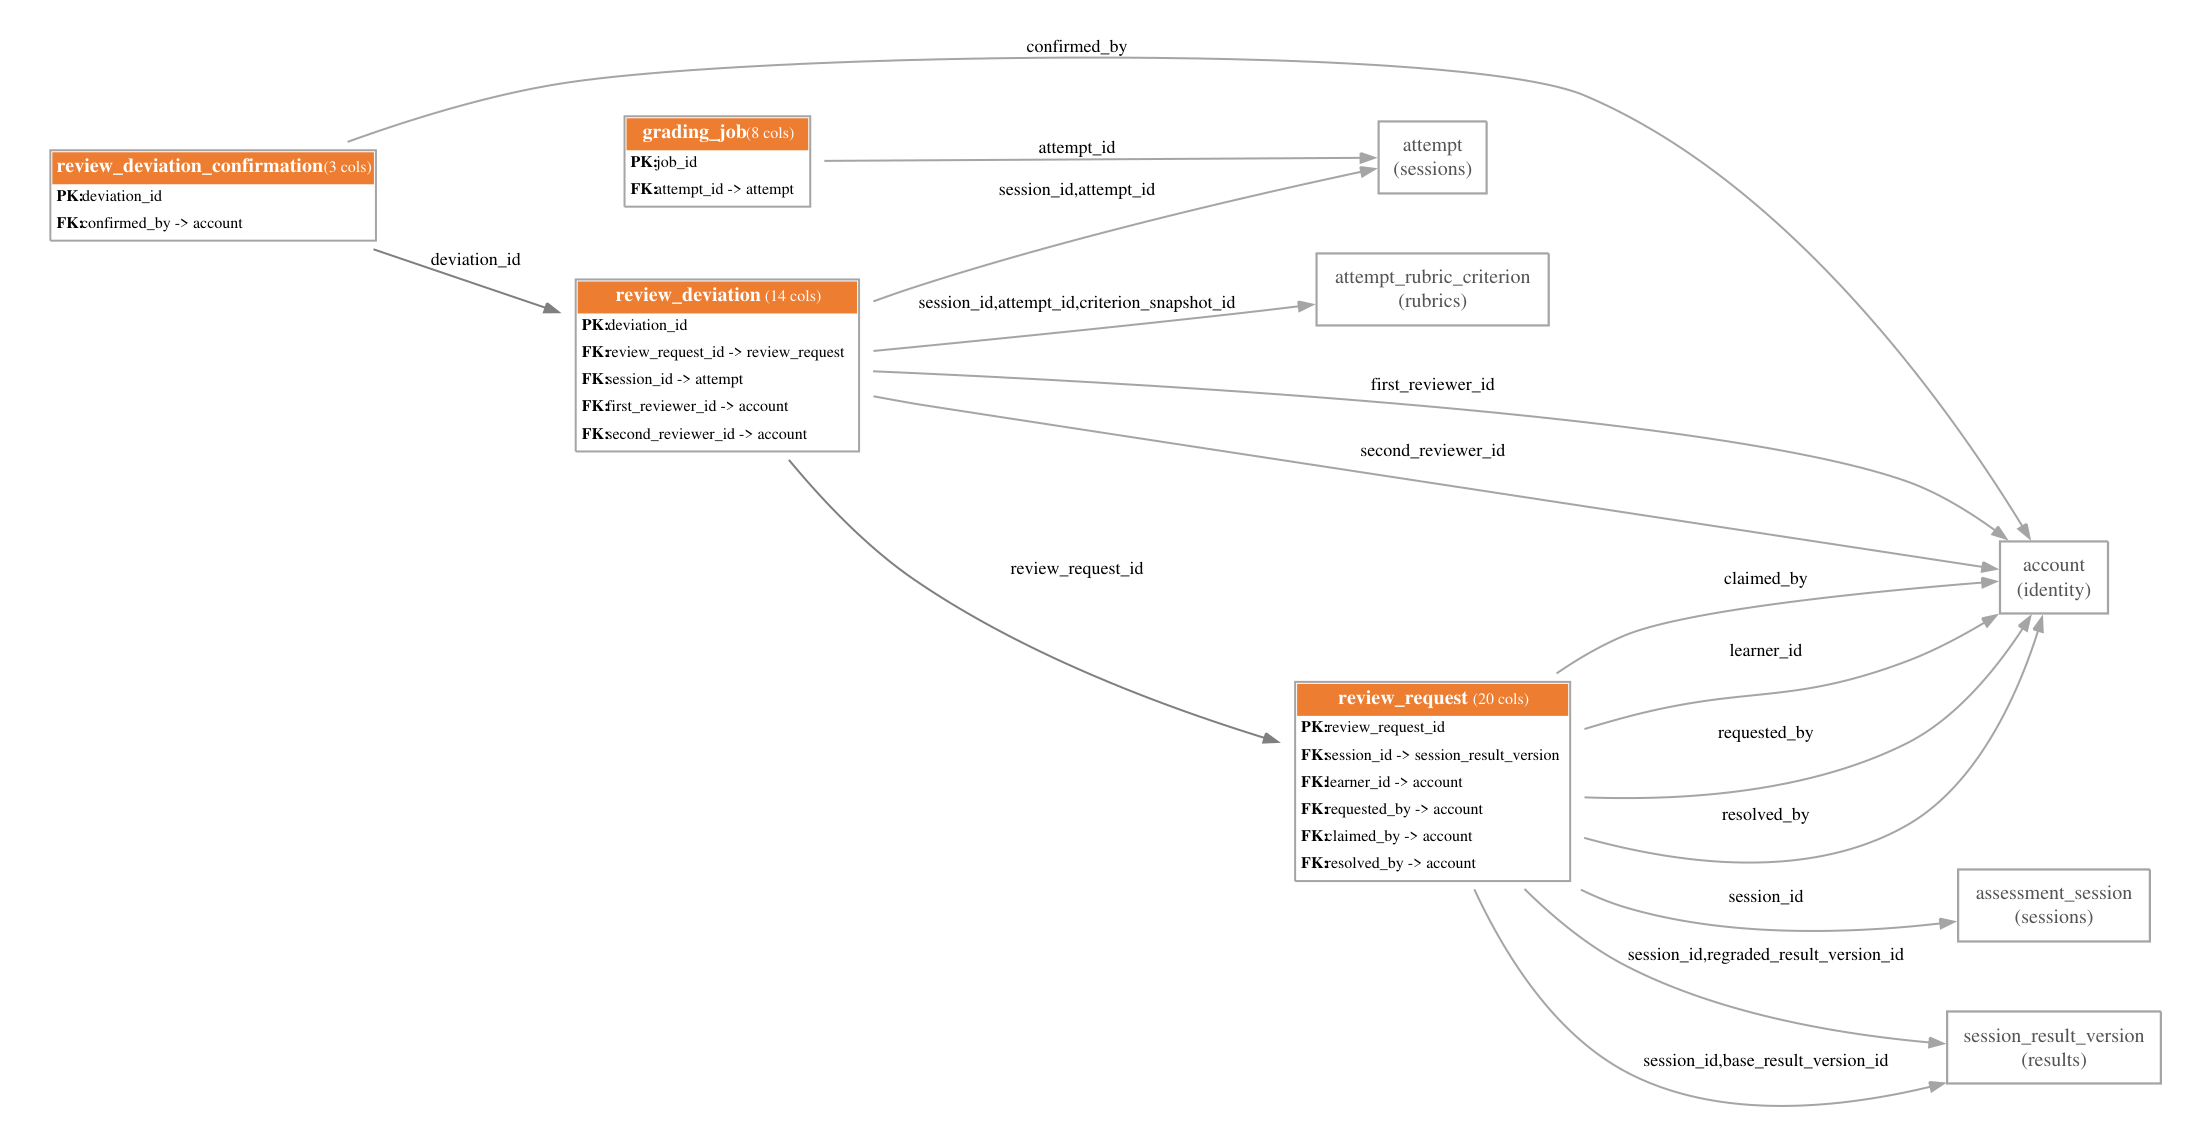 confirmed_by
review_deviation_confirmation(3 cols)
PK:deviation_id
FK:confirmed_by -> account
grading_job(8 cols)
PK:job_id
FK:attempt_id -> attempt
attempt_id
session_id,attempt_id
attempt
(sessions)
deviation_id
review_deviation (14 cols)
PK:deviation_id
FK:review_request_id -> review_request
FK:session_id -> attempt
FK:first_reviewer_id -> account
FK:second_reviewer_id -> account
session_id,attempt_id,criterion_snapshot_id
attempt_rubric_criterion
(rubrics)
first_reviewer_id
second_reviewer_id
review_request_id
account
(identity)
claimed_by
learner_id
requested_by
resolved_by
review_request (20 cols)
PK:review_request_id
FK:session_id -> session_result_version
FK:learner_id -> account
FK:requested_by -> account
FK:claimed_by -> account
FK:resolved_by -> account
session_id
assessment_session
(sessions)
session_id,regraded_result_version_id
session_id,base_result_version_id
session_result_version
(results)